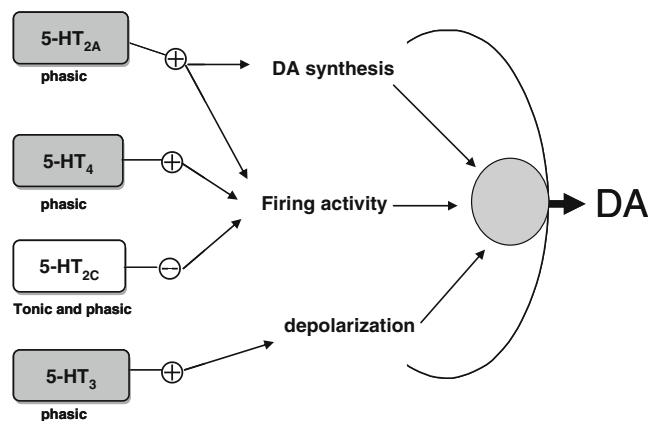 5-HT2A
phasic
+
DA synthesis
5-HT4
phasic
+
Firing activity
DA
5-HT2C
Tonic and phasic
−
depolarization
5-HT3
phasic
+